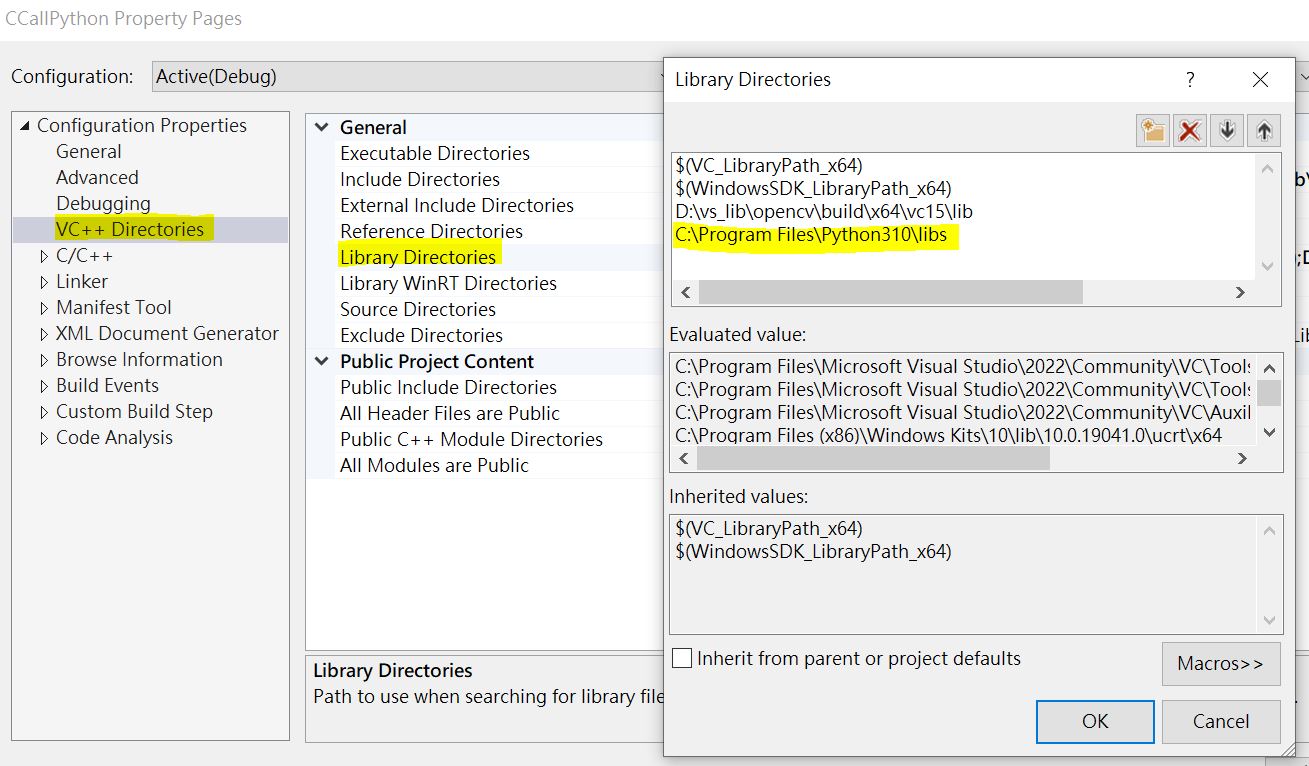 CCallPython Property Pages
Configuration:
Active(Debug)
Configuration Properties
General
Advanced
Debugging
VC++ Directories
C/C++
Linker
Manifest Tool
XML Document Generator
Browse Information
Build Events
Custom Build Step
Code Analysis
General
Executable Directories
Include Directories
External Include Directories
Reference Directories
Library Directories
Library WinRT Directories
Source Directories
Exclude Directories
Public Project Content
Public Include Directories
All Header Files are Public
Public C++ Module Directories
All Modules are Public
Library Directories
Path to use when searching for library file
Library Directories
?
$(VC_LibraryPath_x64)
$(WindowsSDK_LibraryPath_x64)
D:\vs_lib\opencv\build\x64\vc15\lib
C:\Program Files\Python310\libs
Evaluated value:
C:\Program Files\Microsoft Visual Studio\2022\Community\VC\Tools
C:\Program Files\Microsoft Visual Studio\2022\Community\VC\Tools
C:\Program Files\Microsoft Visual Studio\2022\Community\VC\Auxil
C:\Program Files (x86)\Windows Kits\10\lib\10.0.19041.0\ucrt\x64
Inherited values:
$(VC_LibraryPath_x64)
$(WindowsSDK_LibraryPath_x64)
Inherit from parent or project defaults
Macros>>
OK
Cancel